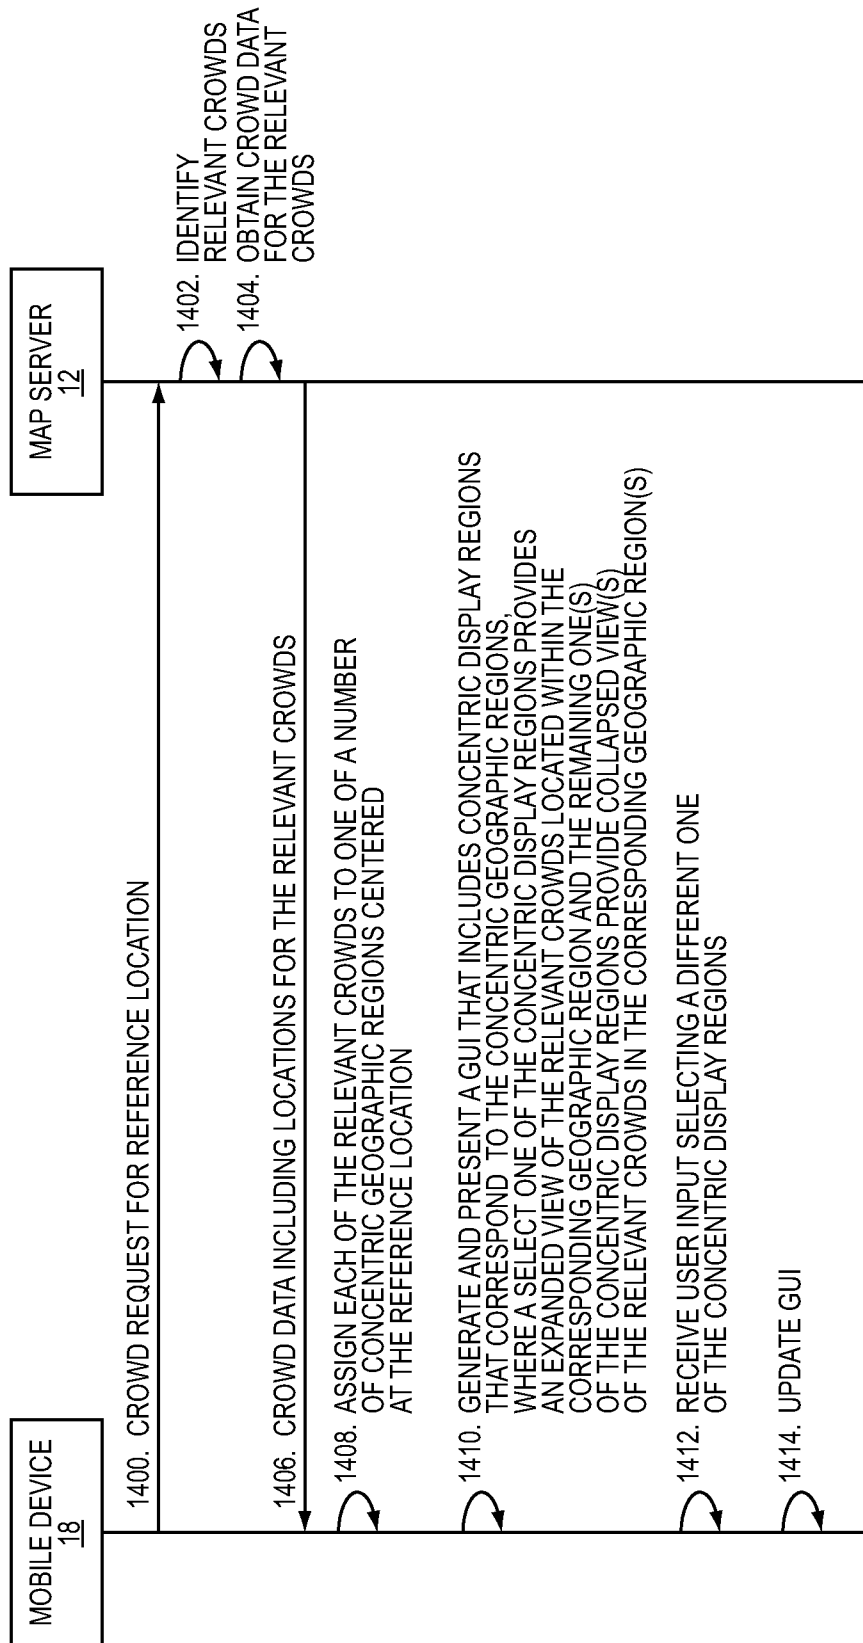 MOBILE DEVICE
18
MAP SERVER
12
1400. CROWD REQUEST FOR REFERENCE LOCATION
1402. IDENTIFY
RELEVANT CROWDS
1404. OBTAIN CROWD DATA
FOR THE RELEVANT
CROWDS
1406. CROWD DATA INCLUDING LOCATIONS FOR THE RELEVANT CROWDS
1408. ASSIGN EACH OF THE RELEVANT CROWDS TO ONE OF A NUMBER
OF CONCENTRIC GEOGRAPHIC REGIONS CENTERED
AT THE REFERENCE LOCATION
1410. GENERATE AND PRESENT A GUI THAT INCLUDES CONCENTRIC DISPLAY REGIONS
THAT CORRESPOND TO THE CONCENTRIC GEOGRAPHIC REGIONS,
WHERE A SELECT ONE OF THE CONCENTRIC DISPLAY REGIONS PROVIDES
AN EXPANDED VIEW OF THE RELEVANT CROWDS LOCATED WITHIN THE
CORRESPONDING GEOGRAPHIC REGION AND THE REMAINING ONE(S)
OF THE CONCENTRIC DISPLAY REGIONS PROVIDE COLLAPSED VIEW(S)
OF THE RELEVANT CROWDS IN THE CORRESPONDING GEOGRAPHIC REGION(S)
1412. RECEIVE USER INPUT SELECTING A DIFFERENT ONE
OF THE CONCENTRIC DISPLAY REGIONS
1414. UPDATE GUI